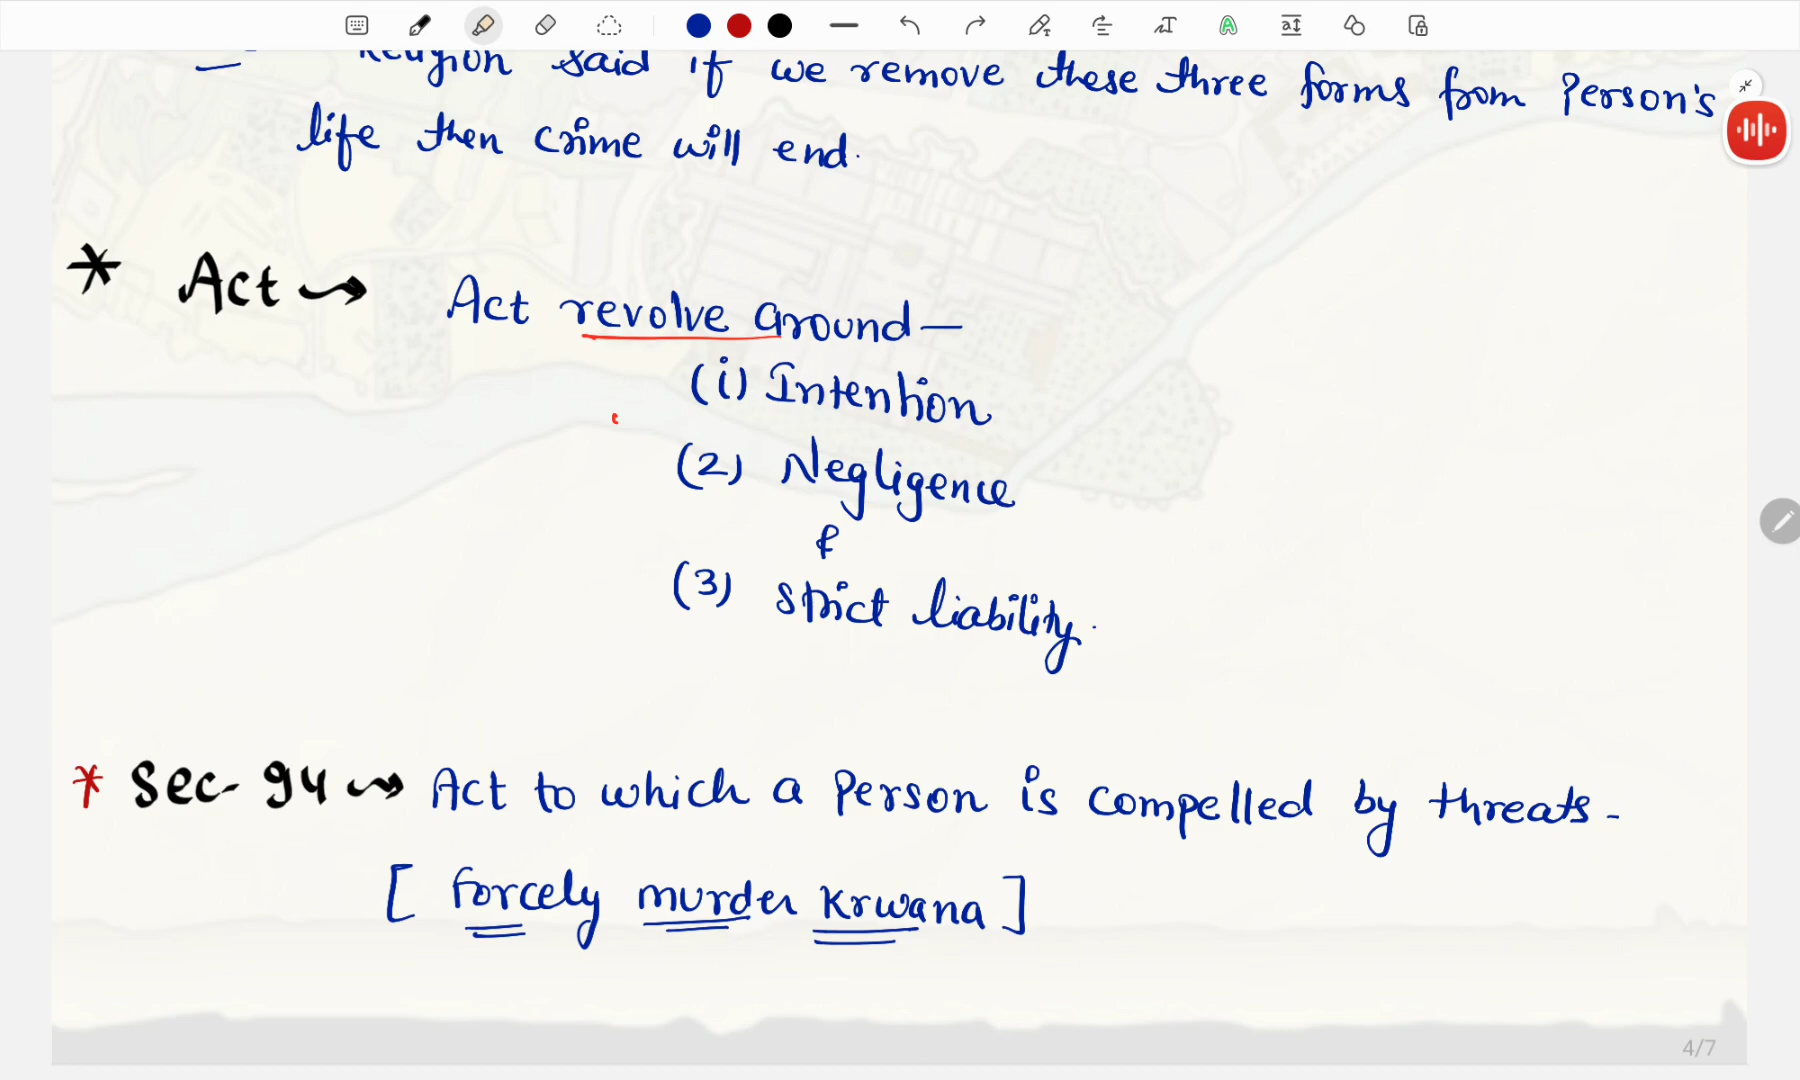 Religion said if we remove these three forms from Person's
life then crime will end.
* Act → Act revolve around—
(i) Intention
(2) Negligence
&
(3) Strict liability.
* Sec- 94 → Act to which a Person is compelled by threats-
[ Forcely murder Krwana ]
4/7